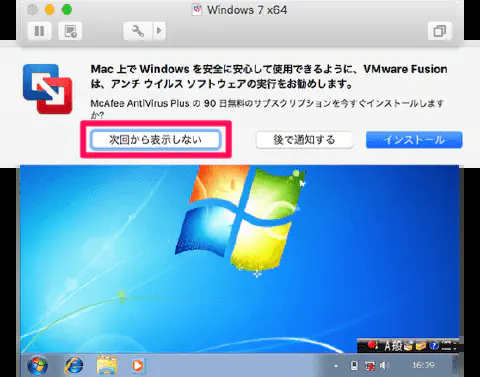 Windows 7 x64
Mac 上で Windows を安全に安心して使用できるように、VMware Fusion
は、アンチ ウイルス ソフトウェアの実行をお勧めします。
McAfee AntiVirus Plus の 90 日無料のサブスクリプションを今すぐインストールします
か?
次回から表示しない
後で通知する
インストール
A般
16:39